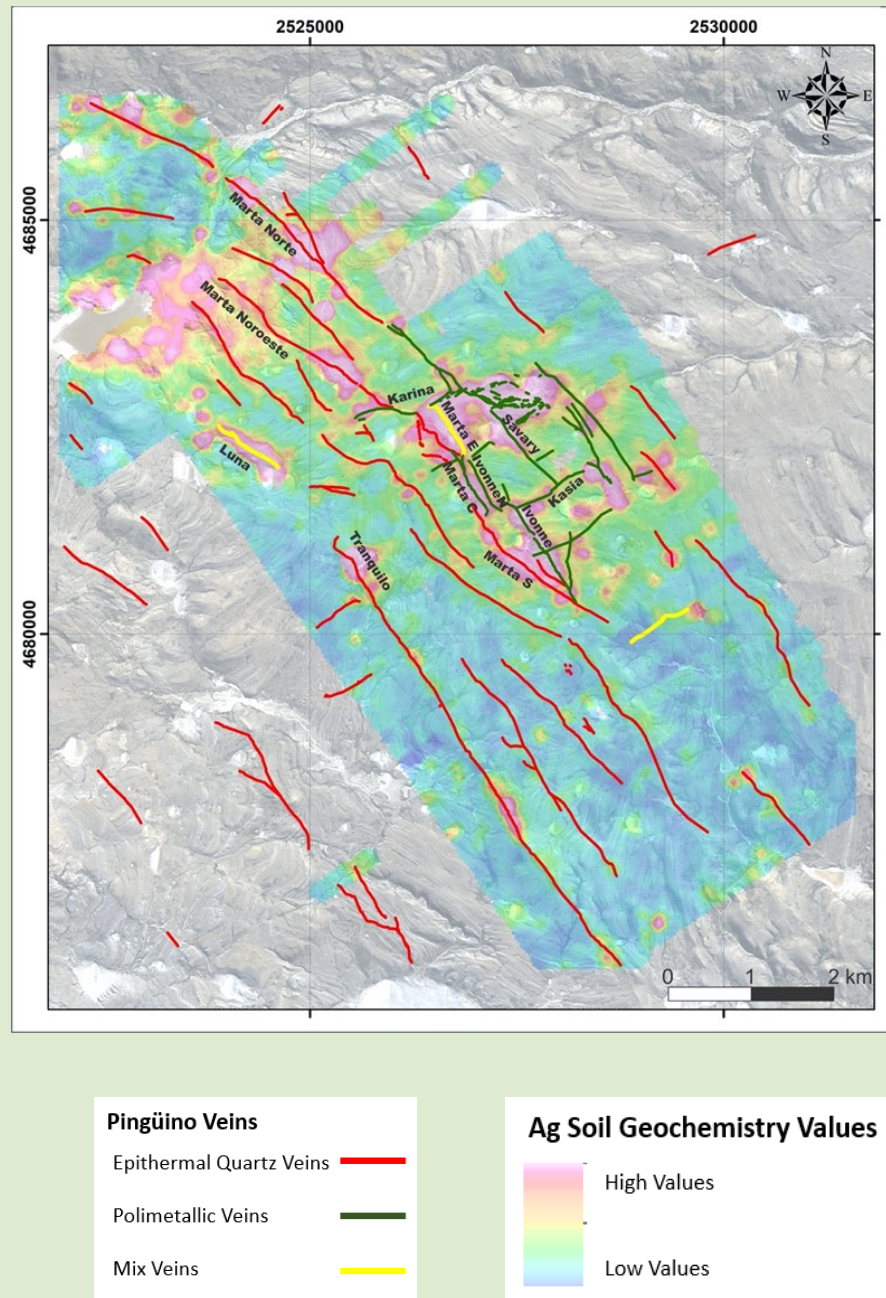 2525000
2530000
N
W
E
S
4685000
4680000
Marta Norte
Marta Noroeste
Karina
Marta E
Savary
Luna
IvonneN
Marta C
Kasia
Ivonne
Marta S
Tranquilo
0 1 2 km
Pingüino Veins
Epithermal Quartz Veins
Polimetallic Veins
Mix Veins
Ag Soil Geochemistry Values
High Values
Low Values